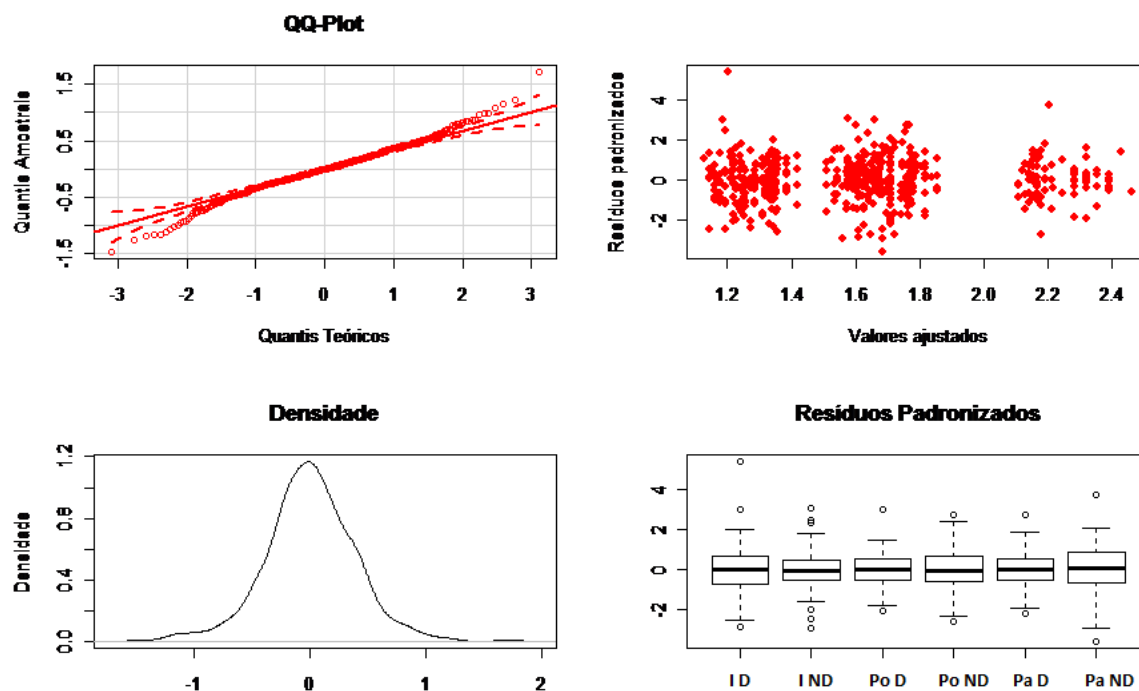 QQ-Plot
Quantis Amostrais
1.5
0.5
-0.5
-1.5
-3 -2 -1 0 1 2 3
Quantis Teóricos
Resíduos padronizados
4
2
0
-2
1.2 1.4 1.6 1.8 2.0 2.2 2.4
Valores ajustados
Densidade
Densidade
1.2
0.8
0.4
0.0
-1 0 1 2
Resíduos Padronizados
4
2
0
-2
I D I ND Po D Po ND Pa D Pa ND